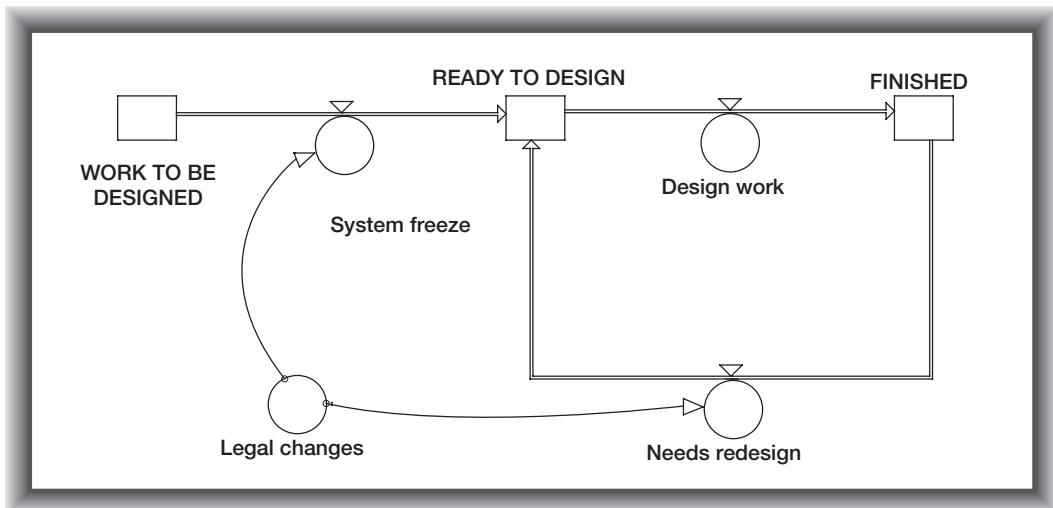 READY TO DESIGN
FINISHED
WORK TO BE
DESIGNED
Design work
System freeze
Legal changes
Needs redesign